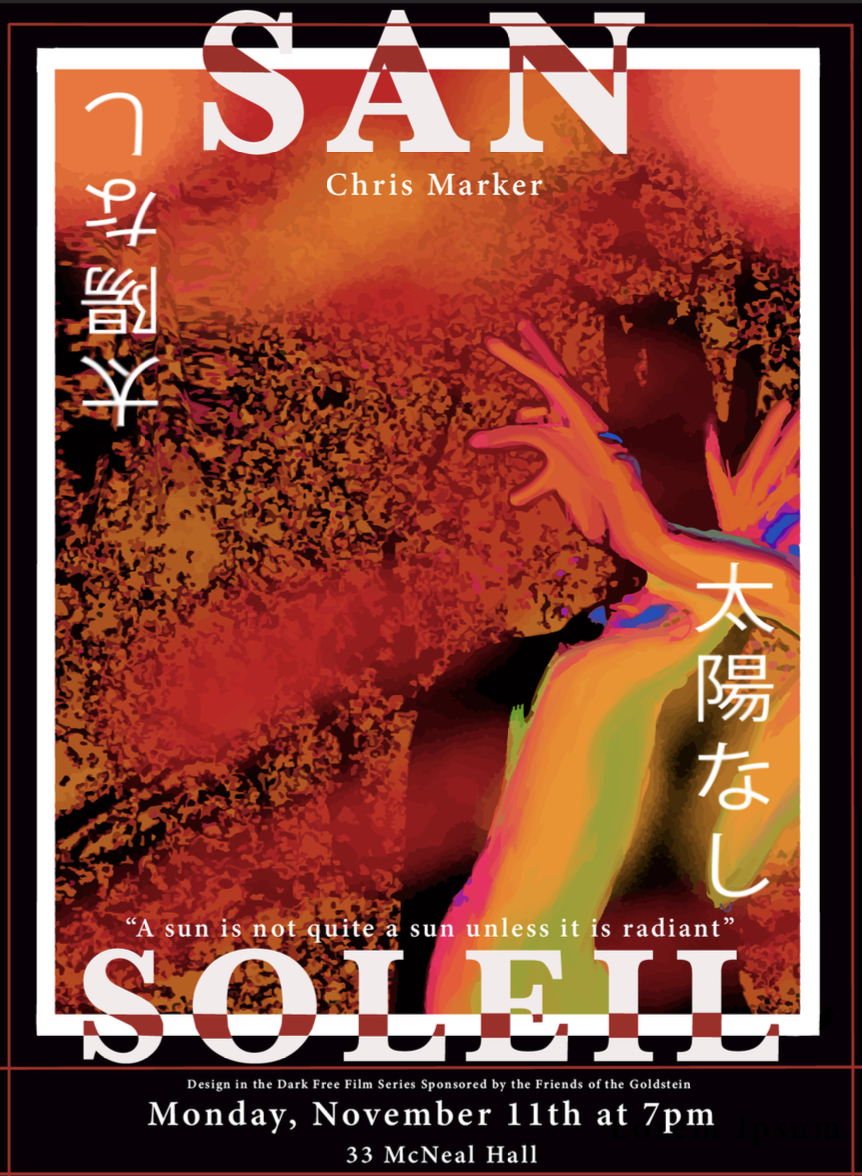 SAN
Chris Marker
太陽なし
太陽なし
“A sun is not quite a sun unless it is radiant”
SOLEIL
Design in the Dark Free Film Series Sponsored by the Friends of the Goldstein
Monday, November 11th at 7pm
33 McNeal Hall
Lorem Ipsum